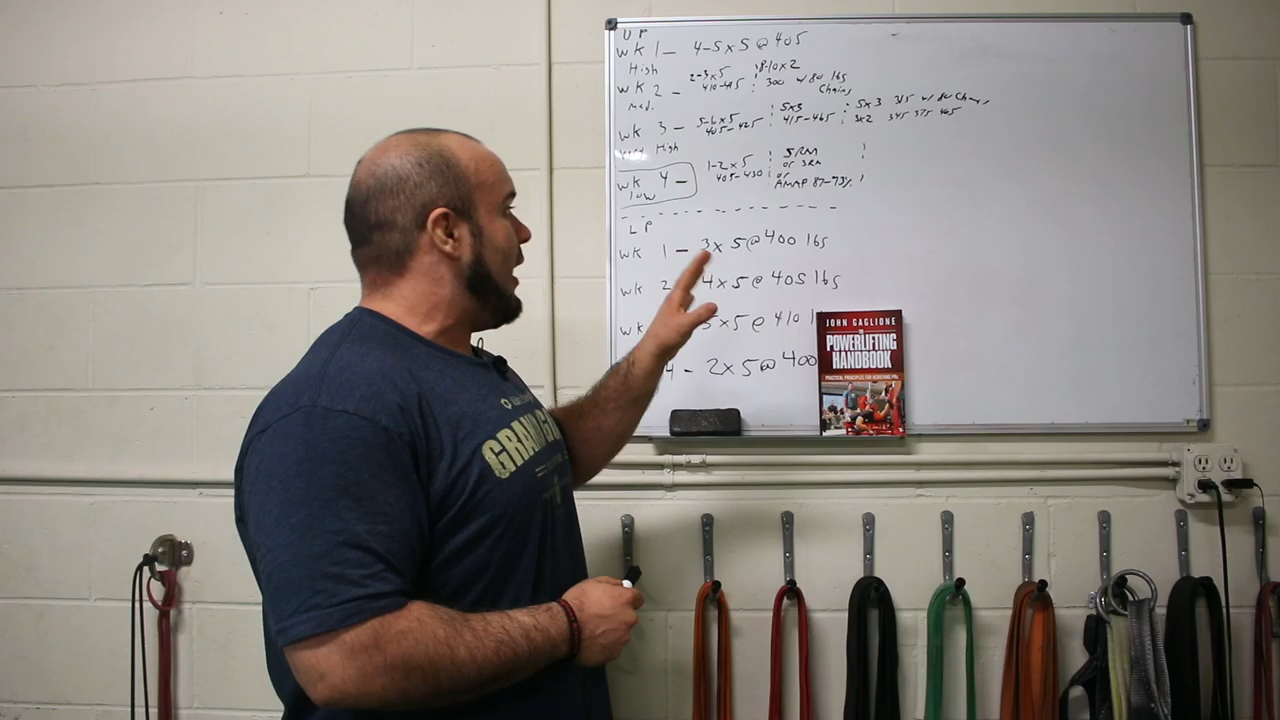 UP
WK 1 - 4-5x5@405
High
2-3x5 ¦ 8-10x2
WK 2 -
410-415 ¦ 300 w/80 lbs
Chains
Med.
5-6x5 ¦ 5x3 ¦ 5x3 315 w/80 Chains
WK 3 -
405-425 ¦ 415-465 ¦ 3x2 345 375 405
High
1-2x5 ¦ 5RM
or 3RM
WK 4 -
405-430 ¦ or
low
AMAP 87-93%
LP
WK 1 - 3x5@400 lbs
WK 2 4x5@405 lbs
WK 5x5@410
4 - 2x5@400
JOHN GAGLIONE
THE
POWERLIFTING
HANDBOOK
PRACTICAL PRINCIPLES FOR ACHIEVING PRs